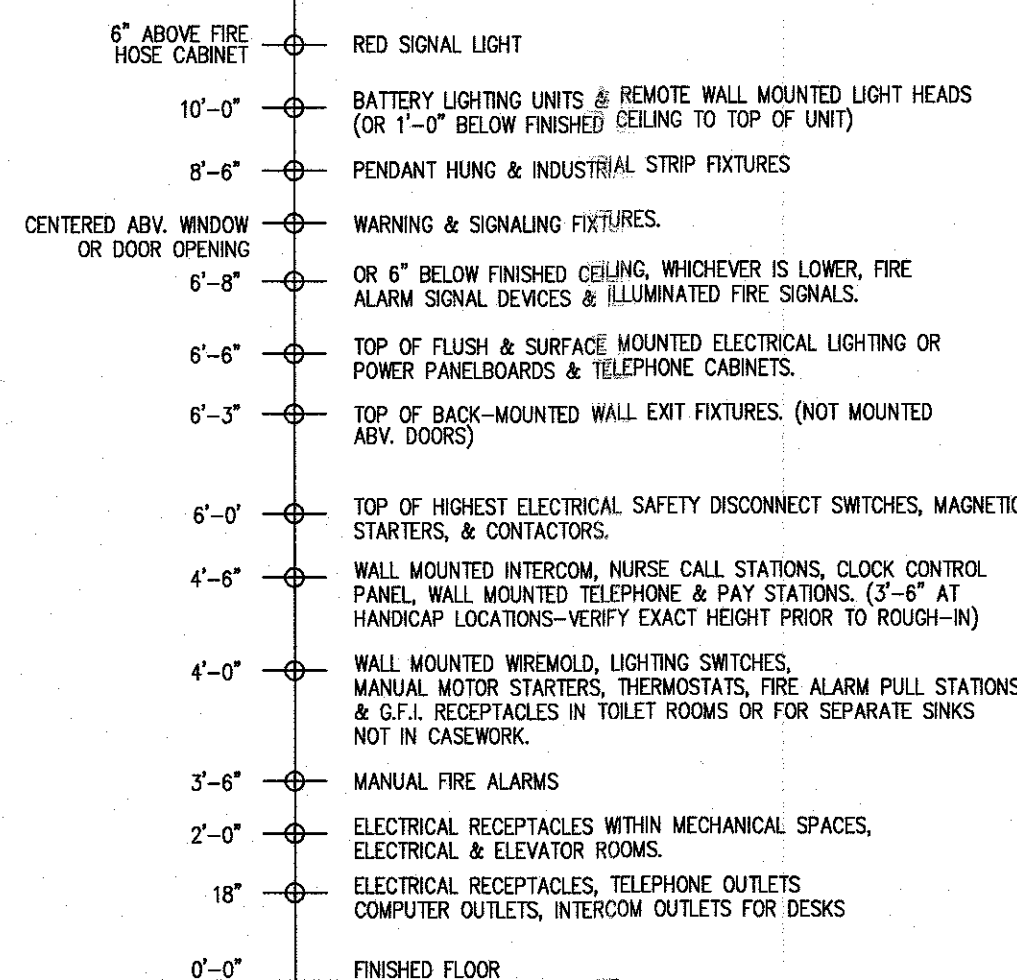 6" ABOVE FIRE
HOSE CABINET
RED SIGNAL LIGHT
10'-0"
BATTERY LIGHTING UNITS & REMOTE WALL MOUNTED LIGHT HEADS
(OR 1'-0" BELOW FINISHED CEILING TO TOP OF UNIT)
8'-6"
PENDANT HUNG & INDUSTRIAL STRIP FIXTURES
CENTERED ABV. WINDOW
OR DOOR OPENING
WARNING & SIGNALING FIXTURES.
6'-8"
OR 6" BELOW FINISHED CEILING, WHICHEVER IS LOWER, FIRE
ALARM SIGNAL DEVICES & ILLUMINATED FIRE SIGNALS.
6'-6"
TOP OF FLUSH & SURFACE MOUNTED ELECTRICAL LIGHTING OR
POWER PANELBOARDS & TELEPHONE CABINETS.
6'-3"
TOP OF BACK-MOUNTED WALL EXIT FIXTURES. (NOT MOUNTED
ABV. DOORS)
6'-0'
TOP OF HIGHEST ELECTRICAL SAFETY DISCONNECT SWITCHES, MAGNETIC
STARTERS, & CONTACTORS.
4'-6"
WALL MOUNTED INTERCOM, NURSE CALL STATIONS, CLOCK CONTROL
PANEL, WALL MOUNTED TELEPHONE & PAY STATIONS. (3'-6" AT
HANDICAP LOCATIONS-VERIFY EXACT HEIGHT PRIOR TO ROUGH-IN)
4'-0"
WALL MOUNTED WIREMOLD, LIGHTING SWITCHES,
MANUAL MOTOR STARTERS, THERMOSTATS, FIRE ALARM PULL STATIONS
& G.F.I. RECEPTACLES IN TOILET ROOMS OR FOR SEPARATE SINKS
NOT IN CASEWORK.
3'-6"
MANUAL FIRE ALARMS
2'-0"
ELECTRICAL RECEPTACLES WITHIN MECHANICAL SPACES,
ELECTRICAL & ELEVATOR ROOMS.
18"
ELECTRICAL RECEPTACLES, TELEPHONE OUTLETS
COMPUTER OUTLETS, INTERCOM OUTLETS FOR DESKS
0'-0"
FINISHED FLOOR